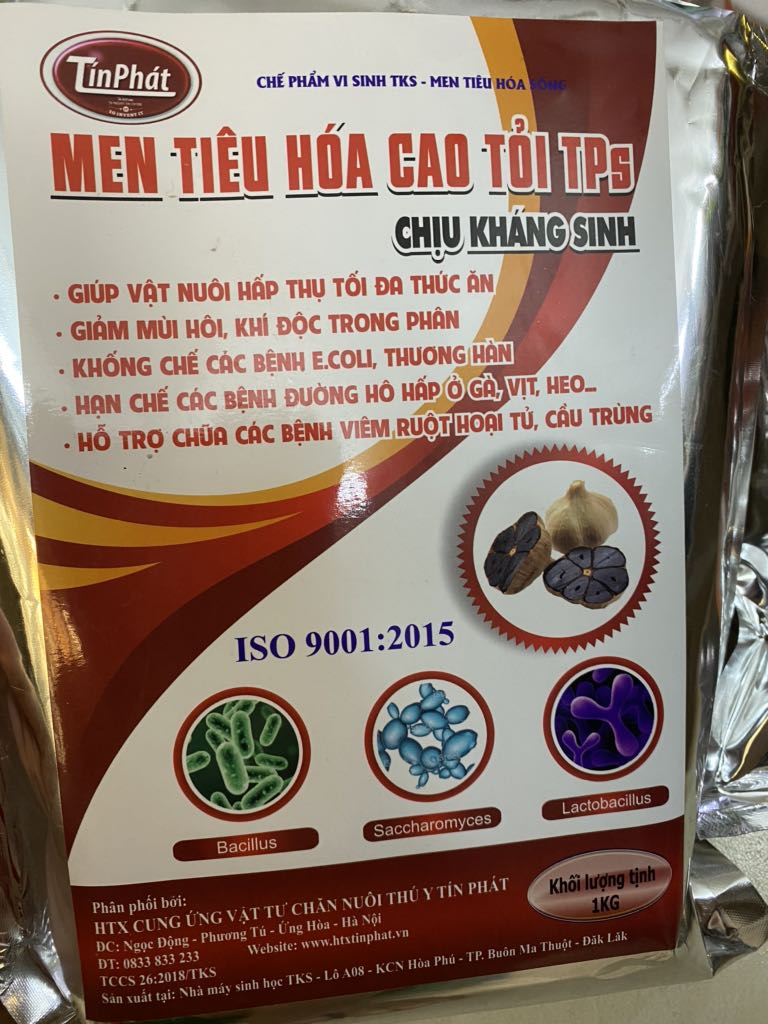 TínPhát
CHẾ PHẨM VI SINH TKS - MEN TIÊU HÓA SỐNG
MEN TIÊU HÓA CAO TỎI TPs
CHỊU KHÁNG SINH
• GIÚP VẬT NUÔI HẤP THỤ TỐI ĐA THỨC ĂN
• GIẢM MÙI HÔI, KHÍ ĐỘC TRONG PHÂN
• KHỐNG CHẾ CÁC BỆNH E.COLI, THƯƠNG HÀN
• HẠN CHẾ CÁC BỆNH ĐƯỜNG HÔ HẤP Ở GÀ, VỊT, HEO...
• HỖ TRỢ CHỮA CÁC BỆNH VIÊM RUỘT HOẠI TỬ, CẦU TRÙNG
ISO 9001:2015
Bacillus
Saccharomyces
Lactobacillus
Khối lượng tịnh
1KG
Phân phối bởi:
HTX CUNG ỨNG VẬT TƯ CHĂN NUÔI THÚ Y TÍN PHÁT
ĐC: Ngọc Động - Phương Tú - Ứng Hòa - Hà Nội
ĐT: 0833 833 233 Website: www.htxtinphat.vn
TCCS 26:2018/TKS
Sản xuất tại: Nhà máy sinh học TKS - Lô A08 - KCN Hòa Phú - TP. Buôn Ma Thuột - Đăk Lăk